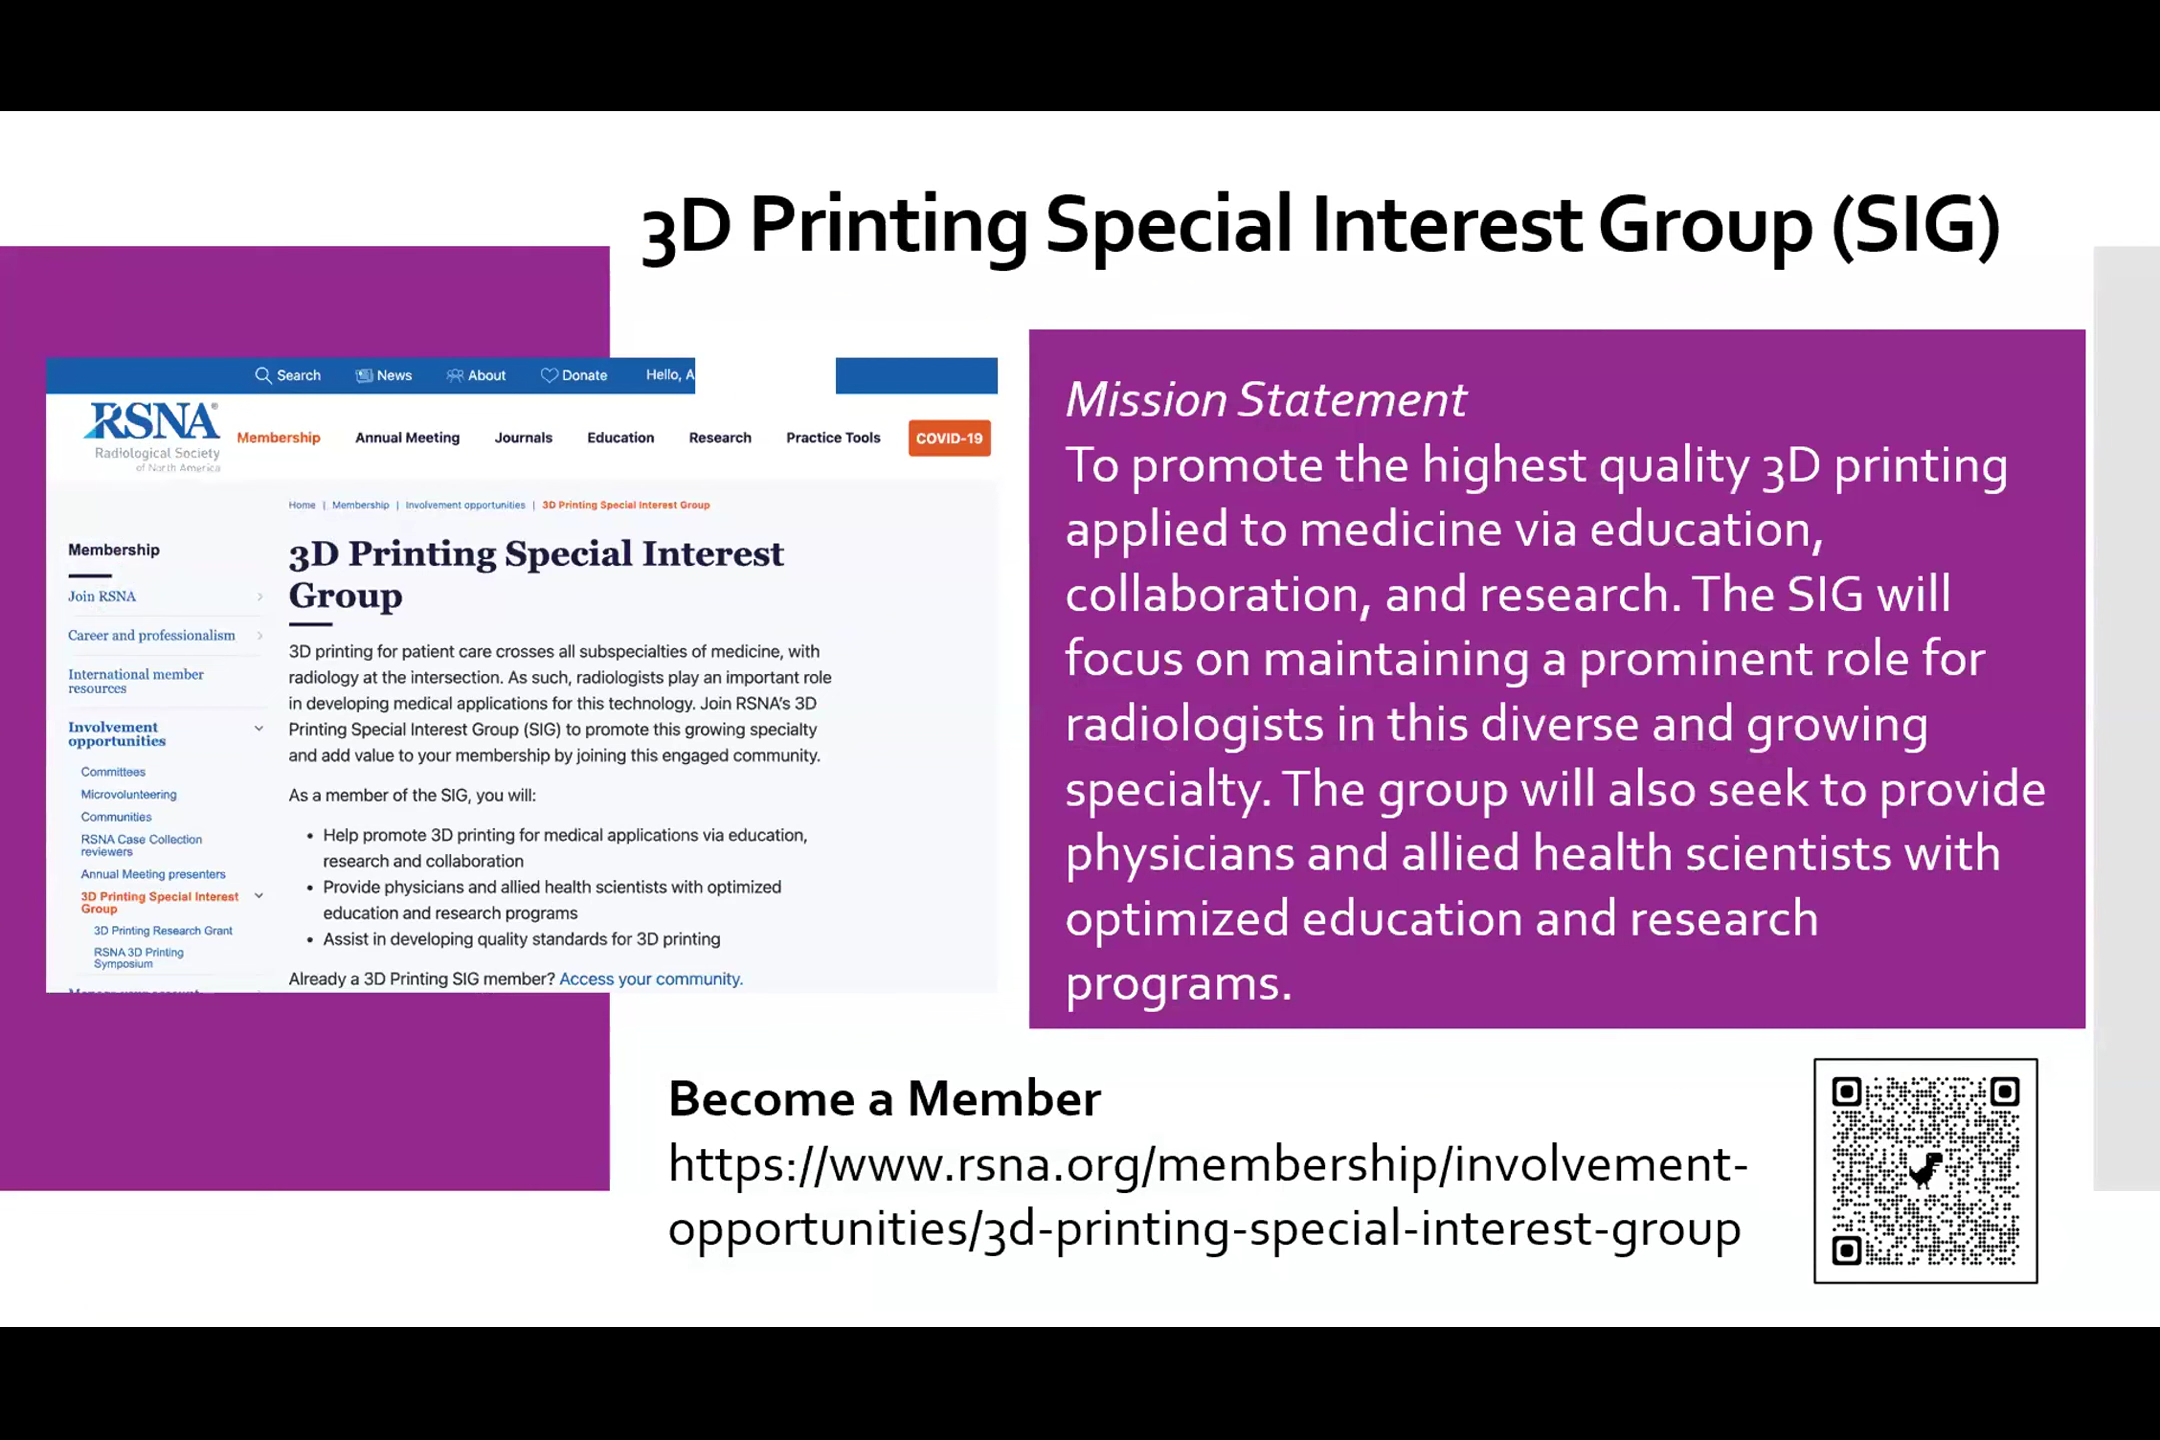 3D Printing Special Interest Group (SIG)
Search News About Donate Hello, A
RSNA®
Radiological Society
of North America
Membership Annual Meeting Journals Education Research Practice Tools COVID-19
Home | Membership | Involvement opportunities | 3D Printing Special Interest Group
Membership
Join RSNA
Career and professionalism
International member
resources
Involvement
opportunities
Committees
Microvolunteering
Communities
RSNA Case Collection
reviewers
Annual Meeting presenters
3D Printing Special Interest
Group
3D Printing Research Grant
RSNA 3D Printing
Symposium
3D Printing Special Interest
Group
3D printing for patient care crosses all subspecialties of medicine, with
radiology at the intersection. As such, radiologists play an important role
in developing medical applications for this technology. Join RSNA's 3D
Printing Special Interest Group (SIG) to promote this growing specialty
and add value to your membership by joining this engaged community.
As a member of the SIG, you will:
• Help promote 3D printing for medical applications via education,
research and collaboration
• Provide physicians and allied health scientists with optimized
education and research programs
• Assist in developing quality standards for 3D printing
Already a 3D Printing SIG member? Access your community.
Mission Statement
To promote the highest quality 3D printing
applied to medicine via education,
collaboration, and research. The SIG will
focus on maintaining a prominent role for
radiologists in this diverse and growing
specialty. The group will also seek to provide
physicians and allied health scientists with
optimized education and research
programs.
Become a Member
https://www.rsna.org/membership/involvement-
opportunities/3d-printing-special-interest-group